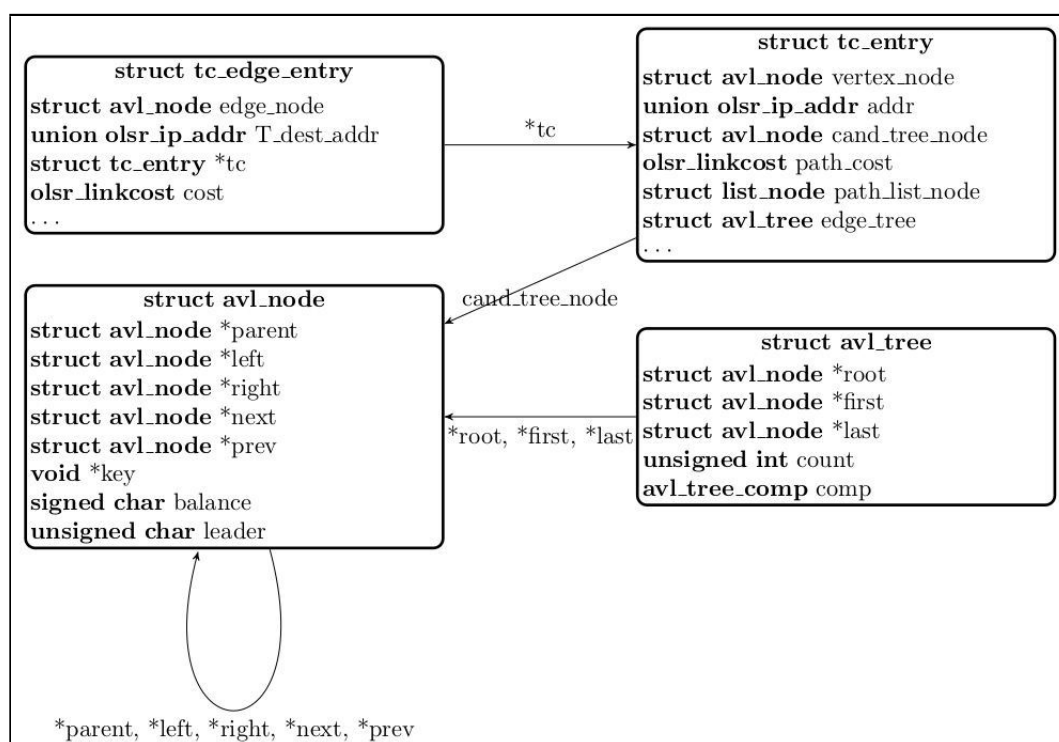 struct tc_edge_entry
struct avl_node edge_node
union olsr_ip_addr T_dest_addr
struct tc_entry *tc
olsr_linkcost cost
. . .
*tc
struct tc_entry
struct avl_node vertex_node
union olsr_ip_addr addr
struct avl_node cand_tree_node
olsr_linkcost path_cost
struct list_node path_list_node
struct avl_tree edge_tree
. . .
cand_tree_node
struct avl_node
struct avl_node *parent
struct avl_node *left
struct avl_node *right
struct avl_node *next
struct avl_node *prev
void *key
signed char balance
unsigned char leader
*root, *first, *last
struct avl_tree
struct avl_node *root
struct avl_node *first
struct avl_node *last
unsigned int count
avl_tree_comp comp
*parent, *left, *right, *next, *prev